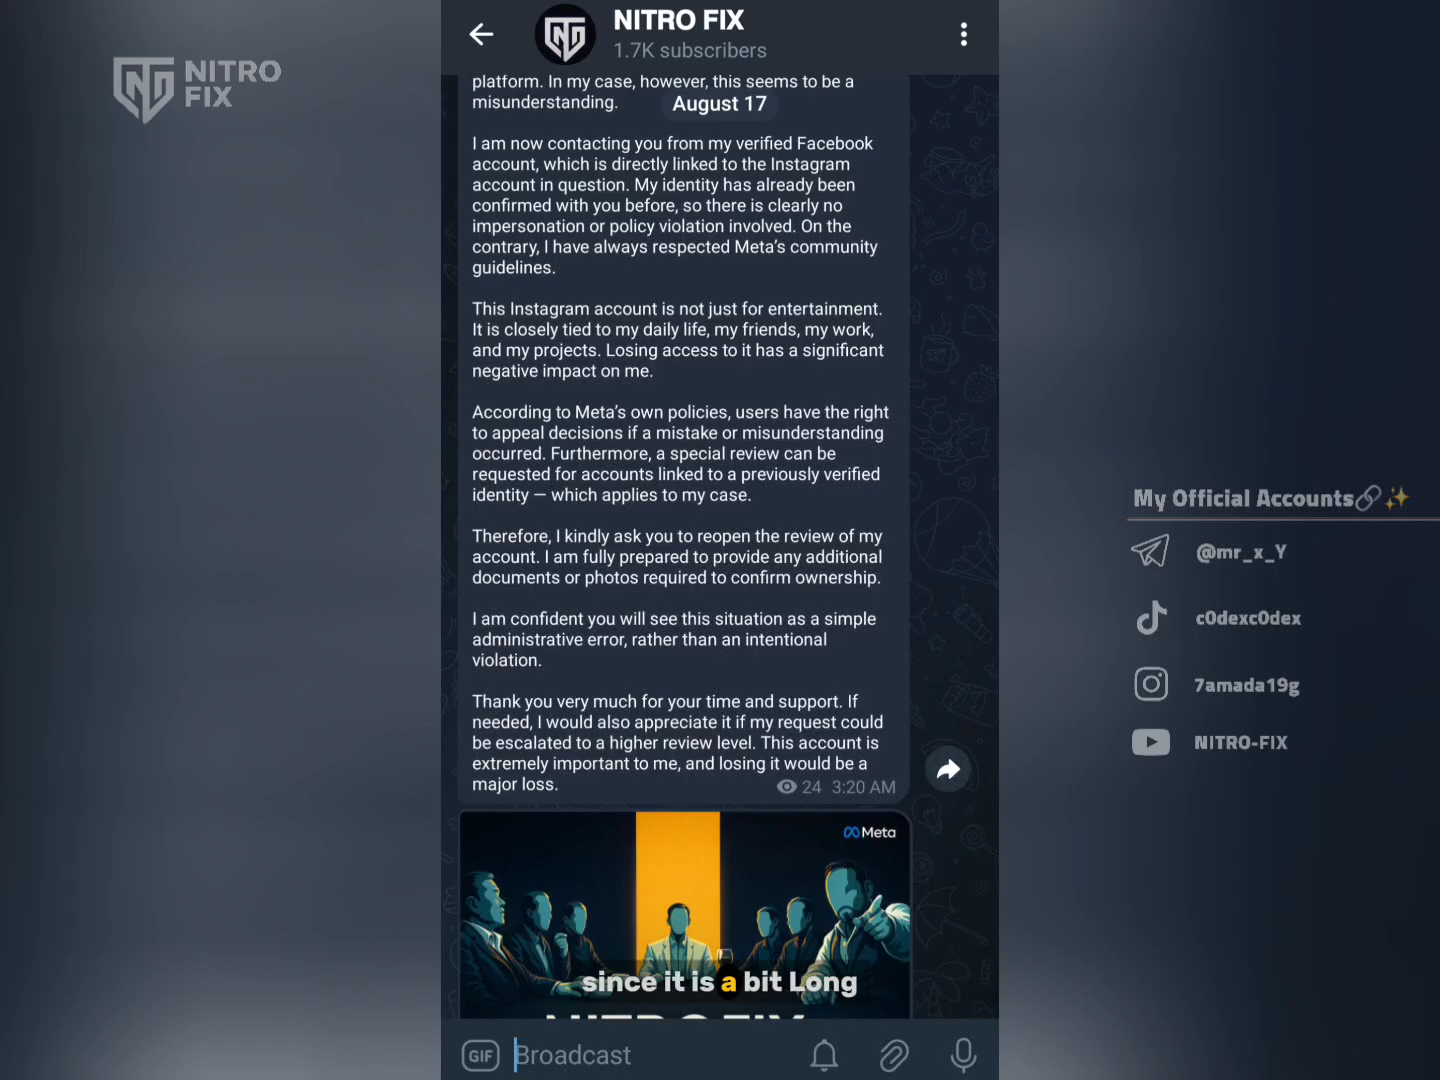 NITRO
FIX
NITRO FIX
1.7K subscribers
platform. In my case, however, this seems to be a
misunderstanding.
August 17
I am now contacting you from my verified Facebook
account, which is directly linked to the Instagram
account in question. My identity has already been
confirmed with you before, so there is clearly no
impersonation or policy violation involved. On the
contrary, I have always respected Meta’s community
guidelines.
This Instagram account is not just for entertainment.
It is closely tied to my daily life, my friends, my work,
and my projects. Losing access to it has a significant
negative impact on me.
According to Meta’s own policies, users have the right
to appeal decisions if a mistake or misunderstanding
occurred. Furthermore, a special review can be
requested for accounts linked to a previously verified
identity — which applies to my case.
Therefore, I kindly ask you to reopen the review of my
account. I am fully prepared to provide any additional
documents or photos required to confirm ownership.
I am confident you will see this situation as a simple
administrative error, rather than an intentional
violation.
Thank you very much for your time and support. If
needed, I would also appreciate it if my request could
be escalated to a higher review level. This account is
extremely important to me, and losing it would be a
major loss.
24 3:20 AM
Meta
since it is a bit Long
NITRO FIX
GIF
Broadcast
My Official Accounts
@mr_x_Y
c0dexc0dex
7amada19g
NITRO-FIX